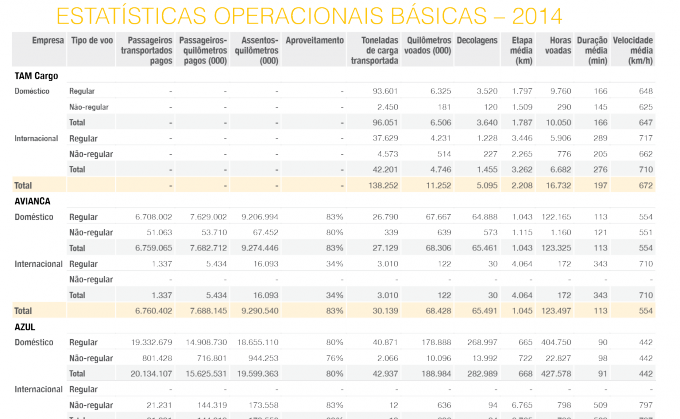 ESTATÍSTICAS OPERACIONAIS BÁSICAS – 2014
Empresa Tipo de voo Passageiros transportados pagos Passageiros-quilômetros pagos (000) Assentos-quilômetros (000) Aproveitamento Toneladas de carga transportada Quilômetros voados (000) Decolagens Etapa média (km) Horas voadas Duração média (min) Velocidade média (km/h)
TAM Cargo
Doméstico Regular - - - - 93.601 6.325 3.520 1.797 9.760 166 648
Não-regular - - - - 2.450 181 120 1.509 290 145 625
Total - - - - 96.051 6.506 3.640 1.787 10.050 166 647
Internacional Regular - - - - 37.629 4.231 1.228 3.446 5.906 289 717
Não-regular - - - - 4.573 514 227 2.265 776 205 662
Total - - - - 42.201 4.746 1.455 3.262 6.682 276 710
Total - - - - 138.252 11.252 5.095 2.208 16.732 197 672
AVIANCA
Doméstico Regular 6.708.002 7.629.002 9.206.994 83% 26.790 67.667 64.888 1.043 122.165 113 554
Não-regular 51.063 53.710 67.452 80% 339 639 573 1.115 1.160 121 551
Total 6.759.065 7.682.712 9.274.446 83% 27.129 68.306 65.461 1.043 123.325 113 554
Internacional Regular 1.337 5.434 16.093 34% 3.010 122 30 4.064 172 343 710
Não-regular - - - - - - - - - - -
Total 1.337 5.434 16.093 34% 3.010 122 30 4.064 172 343 710
Total 6.760.402 7.688.145 9.290.540 83% 30.139 68.428 65.491 1.045 123.497 113 554
AZUL
Doméstico Regular 19.332.679 14.908.730 18.655.110 80% 40.871 178.888 268.997 665 404.750 90 442
Não-regular 801.428 716.801 944.253 76% 2.066 10.096 13.992 722 22.827 98 442
Total 20.134.107 15.625.531 19.599.363 80% 42.937 188.984 282.989 668 427.578 91 442
Internacional Regular - - - - - - - - - - -
Não-regular 21.231 144.319 173.558 83% 12 636 94 6.765 798 509 797